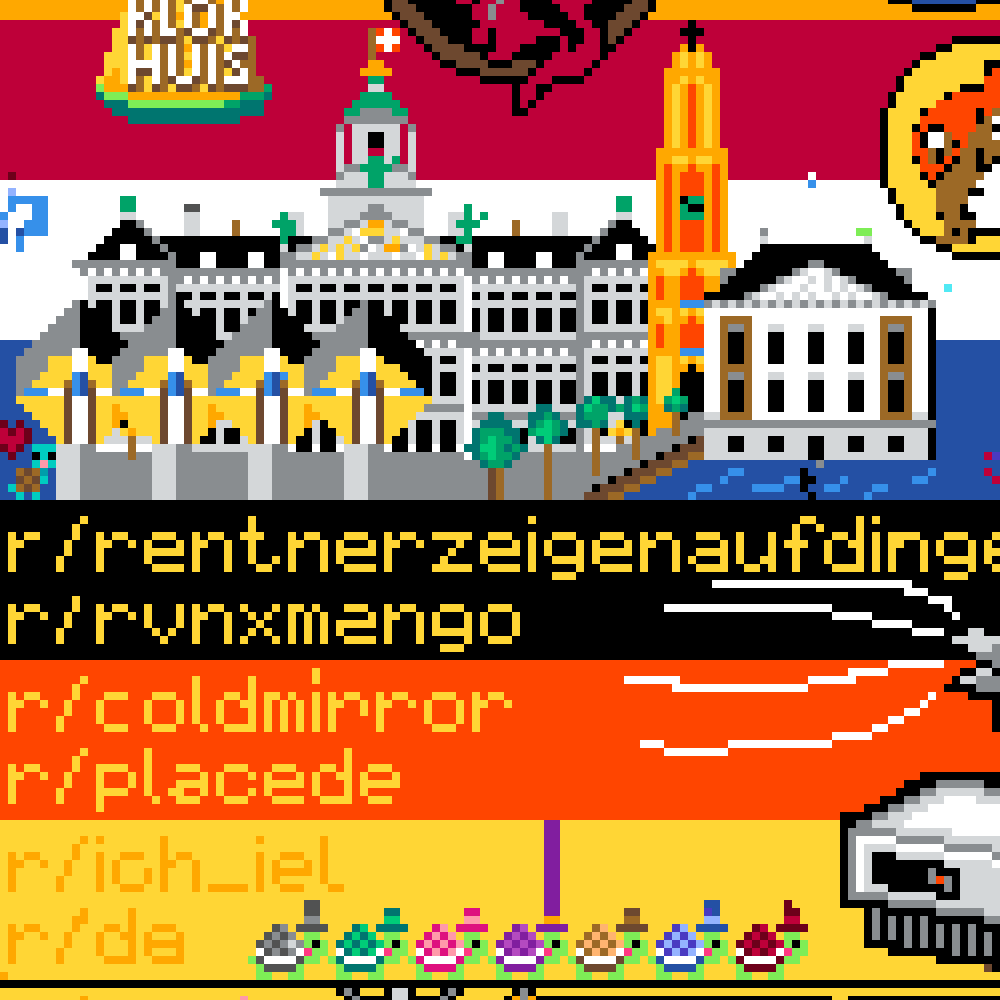 KLOK
HUIS
r/rentnerzeigenaufdinge
r/rvnxmango
r/coldmirror
r/placede
r/ich_iel
r/de